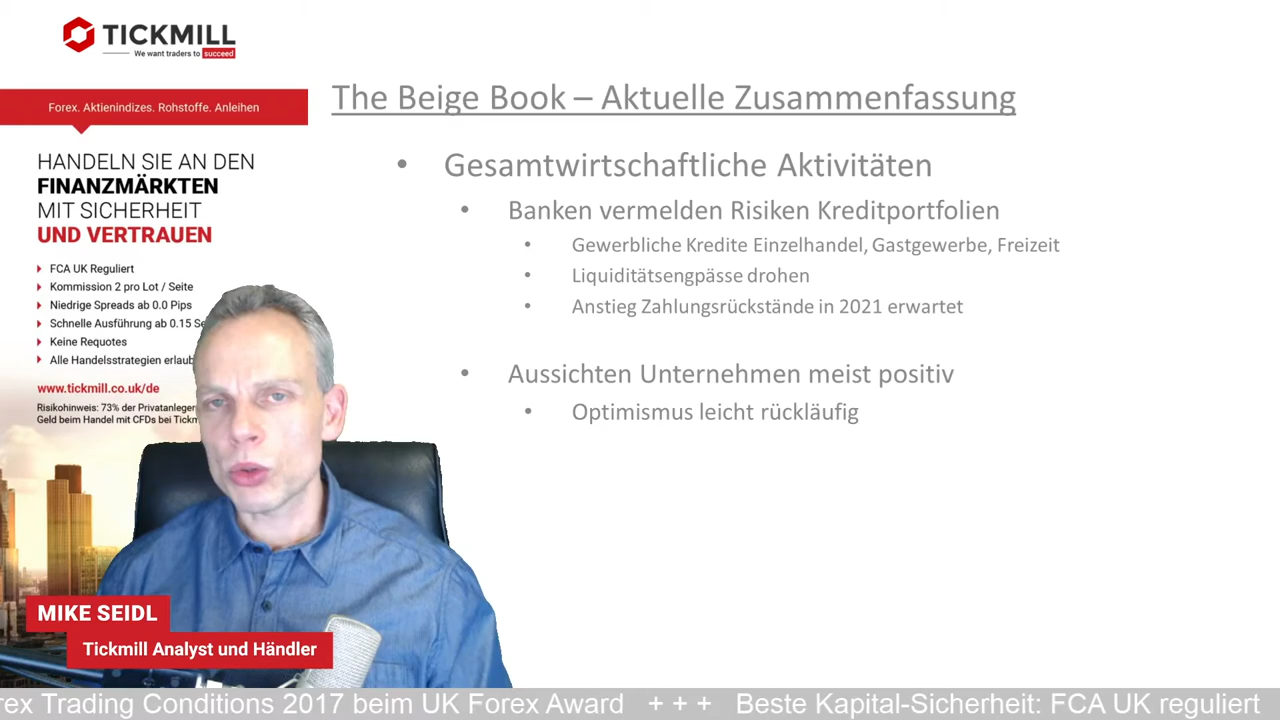 TICKMILL
We want traders to succeed
Forex. Aktienindizes. Rohstoffe. Anleihen
HANDELN SIE AN DEN
FINANZMÄRKTEN
MIT SICHERHEIT
UND VERTRAUEN
FCA UK Reguliert
Kommission 2 pro Lot / Seite
Niedrige Spreads ab 0.0 Pips
Schnelle Ausführung ab 0.15
Keine Requotes
Alle Handelsstrategien
www.tickmill.co.uk/de
Risikohinweis: 73% der
Geld beim Handel mit CFDs bei
The Beige Book – Aktuelle Zusammenfassung
• Gesamtwirtschaftliche Aktivitäten
• Banken vermelden Risiken Kreditportfolien
• Gewerbliche Kredite Einzelhandel, Gastgewerbe, Freizeit
• Liquiditätsengpässe drohen
• Anstieg Zahlungsrückstände in 2021 erwartet
• Aussichten Unternehmen meist positiv
• Optimismus leicht rückläufig
MIKE SEIDL
Tickmill Analyst und Händler
Trading Conditions 2017 beim UK Forex Award + + + Beste Kapital-Sicherheit: FCA UK reguliert